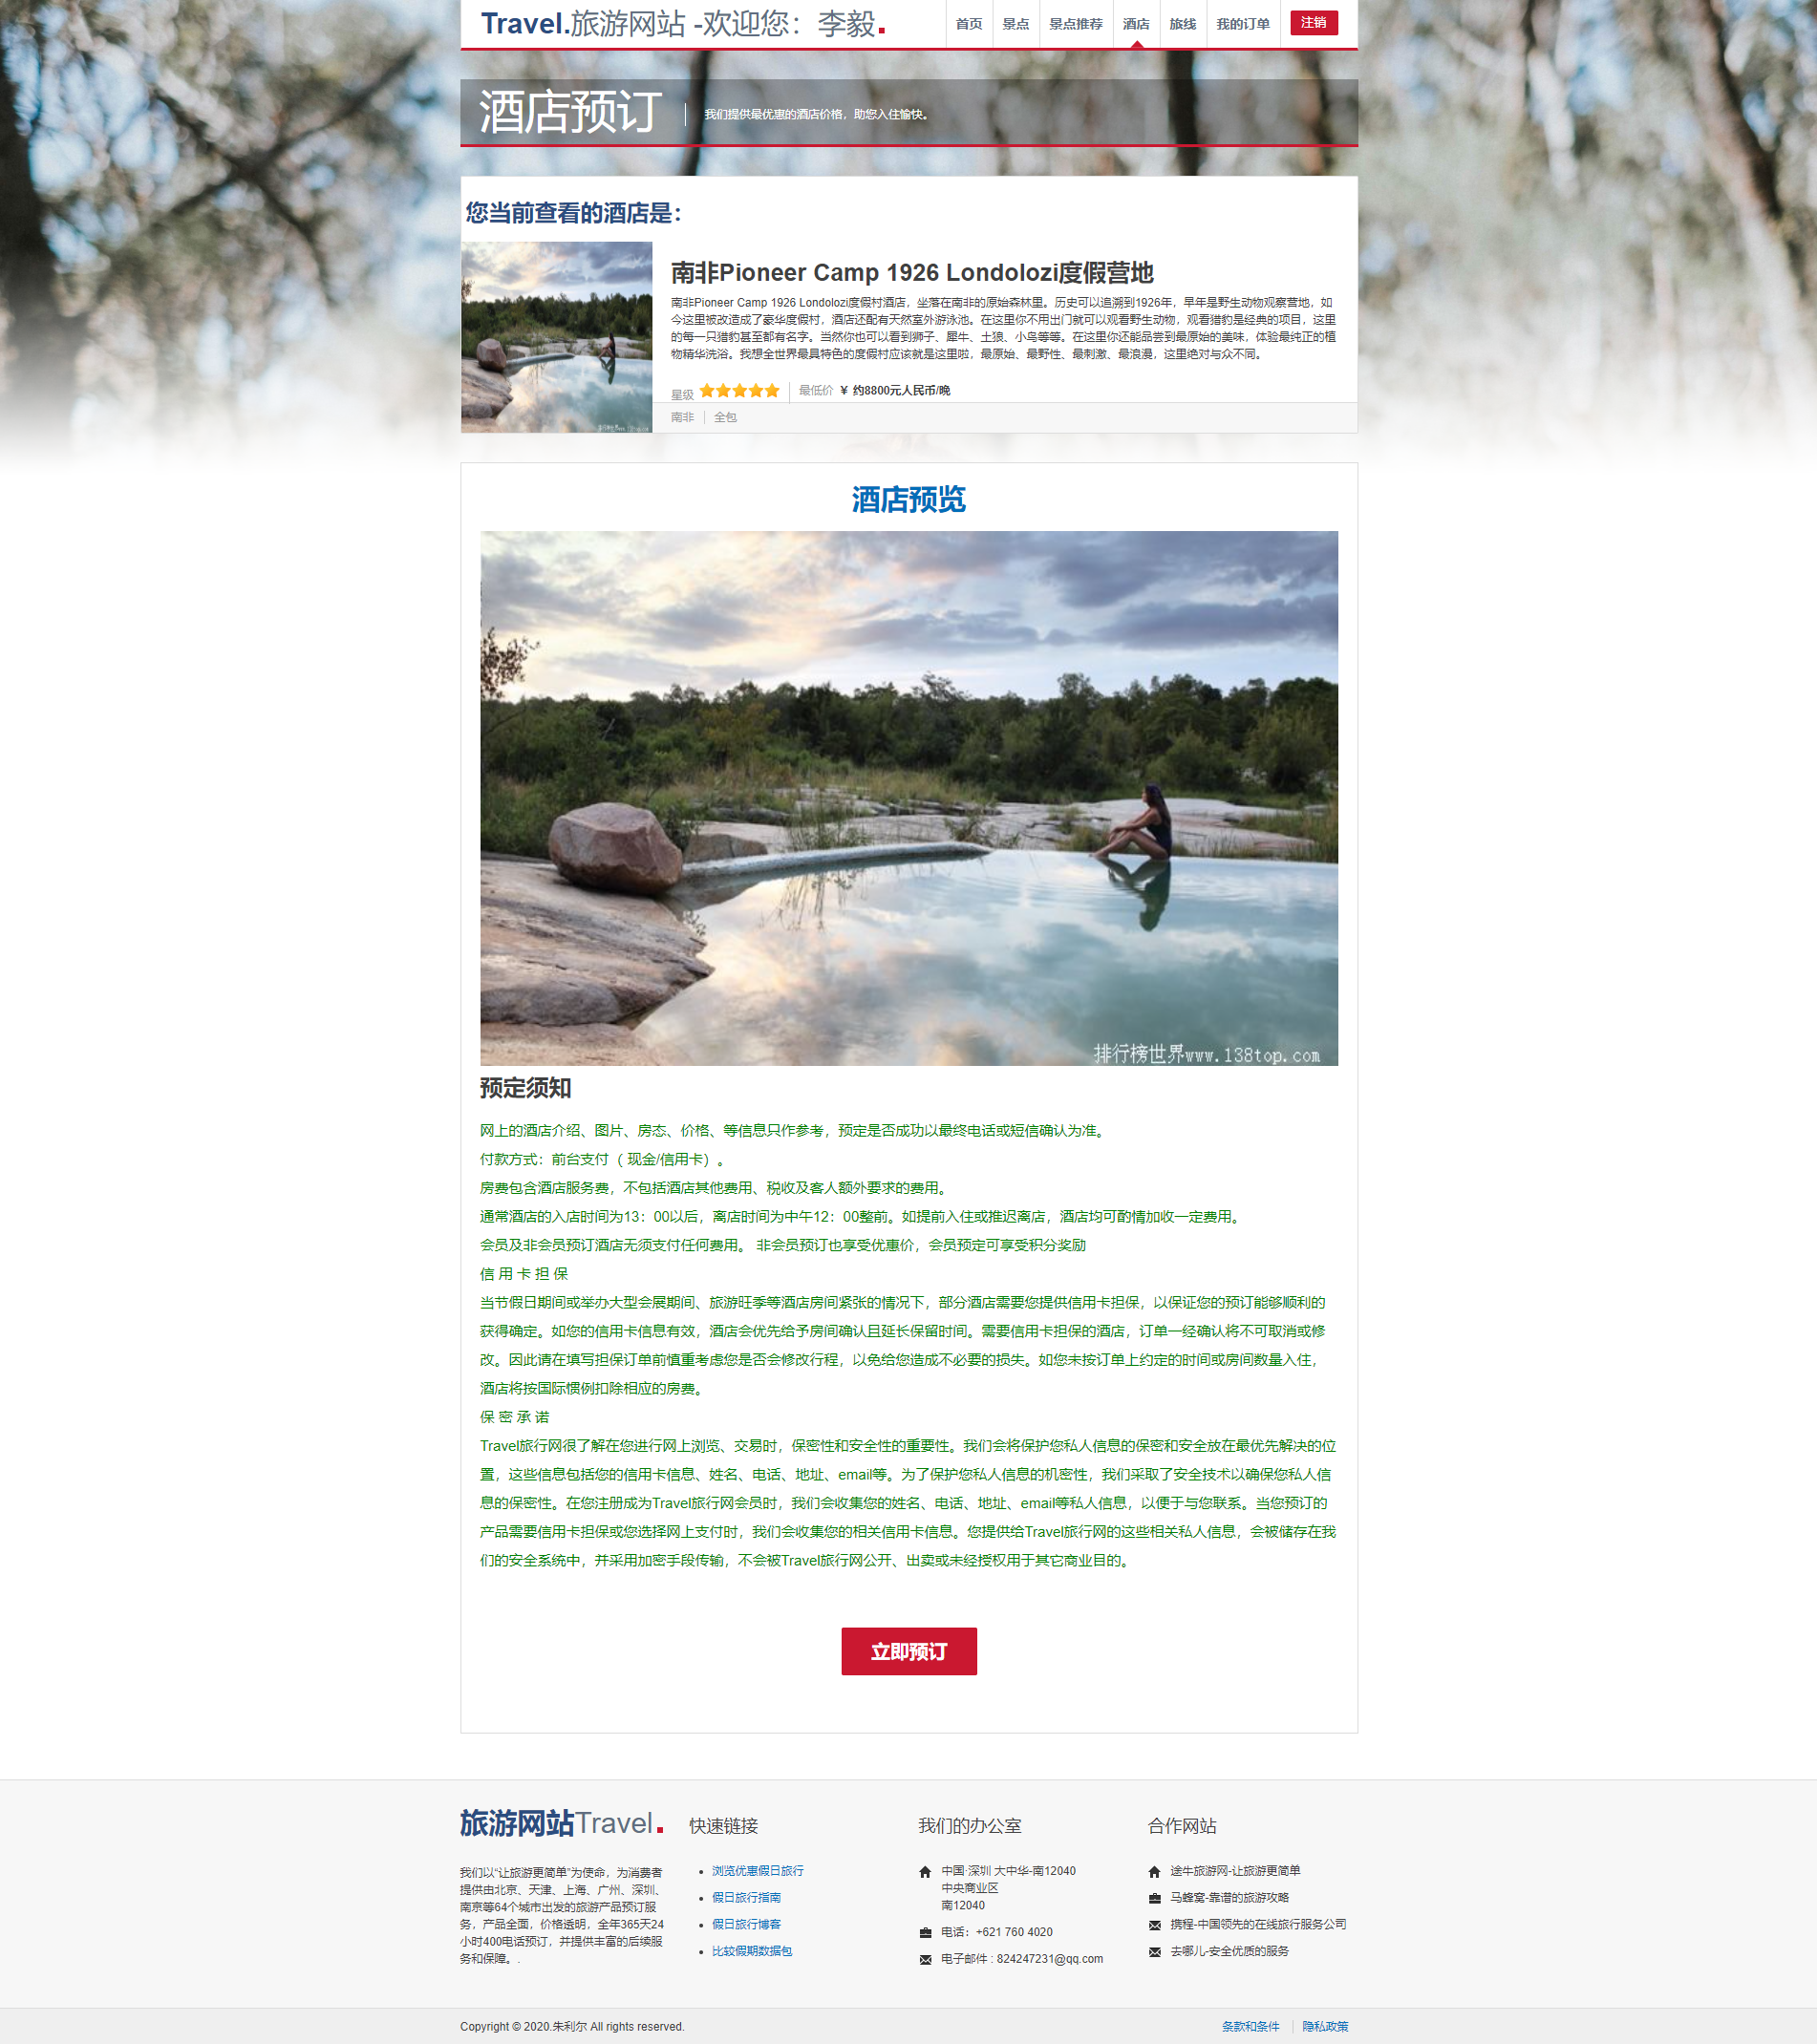 Travel.旅游网站 -欢迎您：李毅.
首页 景点 景点推荐 酒店 旅线 我的订单 注销
酒店预订 我们提供最优惠的酒店价格，助您入住愉快。
您当前查看的酒店是：
南非Pioneer Camp 1926 Londolozi度假营地
南非Pioneer Camp 1926 Londolozi度假村酒店，坐落在南非的原始森林里。历史可以追溯到1926年，早年是野生动物观察营地，如
今这里被改造成了豪华度假村，酒店还配有天然室外游泳池。在这里你不用出门就可以观看野生动物，观看猎豹是经典的项目，这里
的每一只猎豹甚至都有名字。当然你也可以看到狮子、犀牛、土狼、小鸟等等。在这里你还能品尝到最原始的美味，体验最纯正的植
物精华洗浴。我想全世界最具特色的度假村应该就是这里啦，最原始、最野性、最刺激、最浪漫，这里绝对与众不同。
星级 最低价 ￥ 约8800元人民币/晚
南非 全包
酒店预览
排行榜世界www.138top.com
预定须知
网上的酒店介绍、图片、房态、价格、等信息只作参考，预定是否成功以最终电话或短信确认为准。
付款方式：前台支付（ 现金/信用卡）。
房费包含酒店服务费，不包括酒店其他费用、税收及客人额外要求的费用。
通常酒店的入店时间为13：00以后，离店时间为中午12：00整前。如提前入住或推迟离店，酒店均可酌情加收一定费用。
会员及非会员预订酒店无须支付任何费用。 非会员预订也享受优惠价，会员预定可享受积分奖励
信 用 卡 担 保
当节假日期间或举办大型会展期间、旅游旺季等酒店房间紧张的情况下，部分酒店需要您提供信用卡担保，以保证您的预订能够顺利的
获得确定。如您的信用卡信息有效，酒店会优先给予房间确认且延长保留时间。需要信用卡担保的酒店，订单一经确认将不可取消或修
改。因此请在填写担保订单前慎重考虑您是否会修改行程，以免给您造成不必要的损失。如您未按订单上约定的时间或房间数量入住，
酒店将按国际惯例扣除相应的房费。
保 密 承 诺
Travel旅行网很了解在您进行网上浏览、交易时，保密性和安全性的重要性。我们会将保护您私人信息的保密和安全放在最优先解决的位
置，这些信息包括您的信用卡信息、姓名、电话、地址、email等。为了保护您私人信息的机密性，我们采取了安全技术以确保您私人信
息的保密性。在您注册成为Travel旅行网会员时，我们会收集您的姓名、电话、地址、email等私人信息，以便于与您联系。当您预订的
产品需要信用卡担保或您选择网上支付时，我们会收集您的相关信用卡信息。您提供给Travel旅行网的这些相关私人信息，会被储存在我
们的安全系统中，并采用加密手段传输，不会被Travel旅行网公开、出卖或未经授权用于其它商业目的。
立即预订
旅游网站Travel.
我们以“让旅游更简单”为使命，为消费者
提供由北京、天津、上海、广州、深圳、
南京等64个城市出发的旅游产品预订服
务，产品全面，价格透明，全年365天24
小时400电话预订，并提供丰富的后续服
务和保障。.
快速链接
浏览优惠假日旅行
假日旅行指南
假日旅行博客
比较假期数据包
我们的办公室
中国·深圳 大中华-南12040
中央商业区
南12040
电话：+621 760 4020
电子邮件 : 824247231@qq.com
合作网站
途牛旅游网-让旅游更简单
马蜂窝-靠谱的旅游攻略
携程-中国领先的在线旅行服务公司
去哪儿-安全优质的服务
Copyright © 2020.朱利尔 All rights reserved.
条款和条件 隐私政策